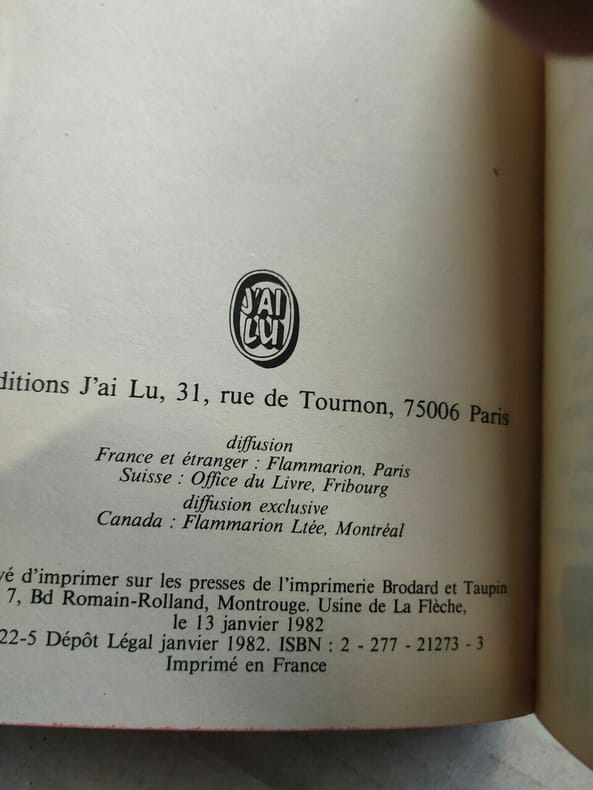 J'AI
LU
ditions J'ai Lu, 31, rue de Tournon, 75006 Paris
diffusion
France et étranger : Flammarion, Paris
Suisse : Office du Livre, Fribourg
diffusion exclusive
Canada : Flammarion Ltée, Montréal
vé d'imprimer sur les presses de l'imprimerie Brodard et Taupin
7, Bd Romain-Rolland, Montrouge. Usine de La Flèche,
le 13 janvier 1982
22-5 Dépôt Légal janvier 1982. ISBN : 2 - 277 - 21273 - 3
Imprimé en France